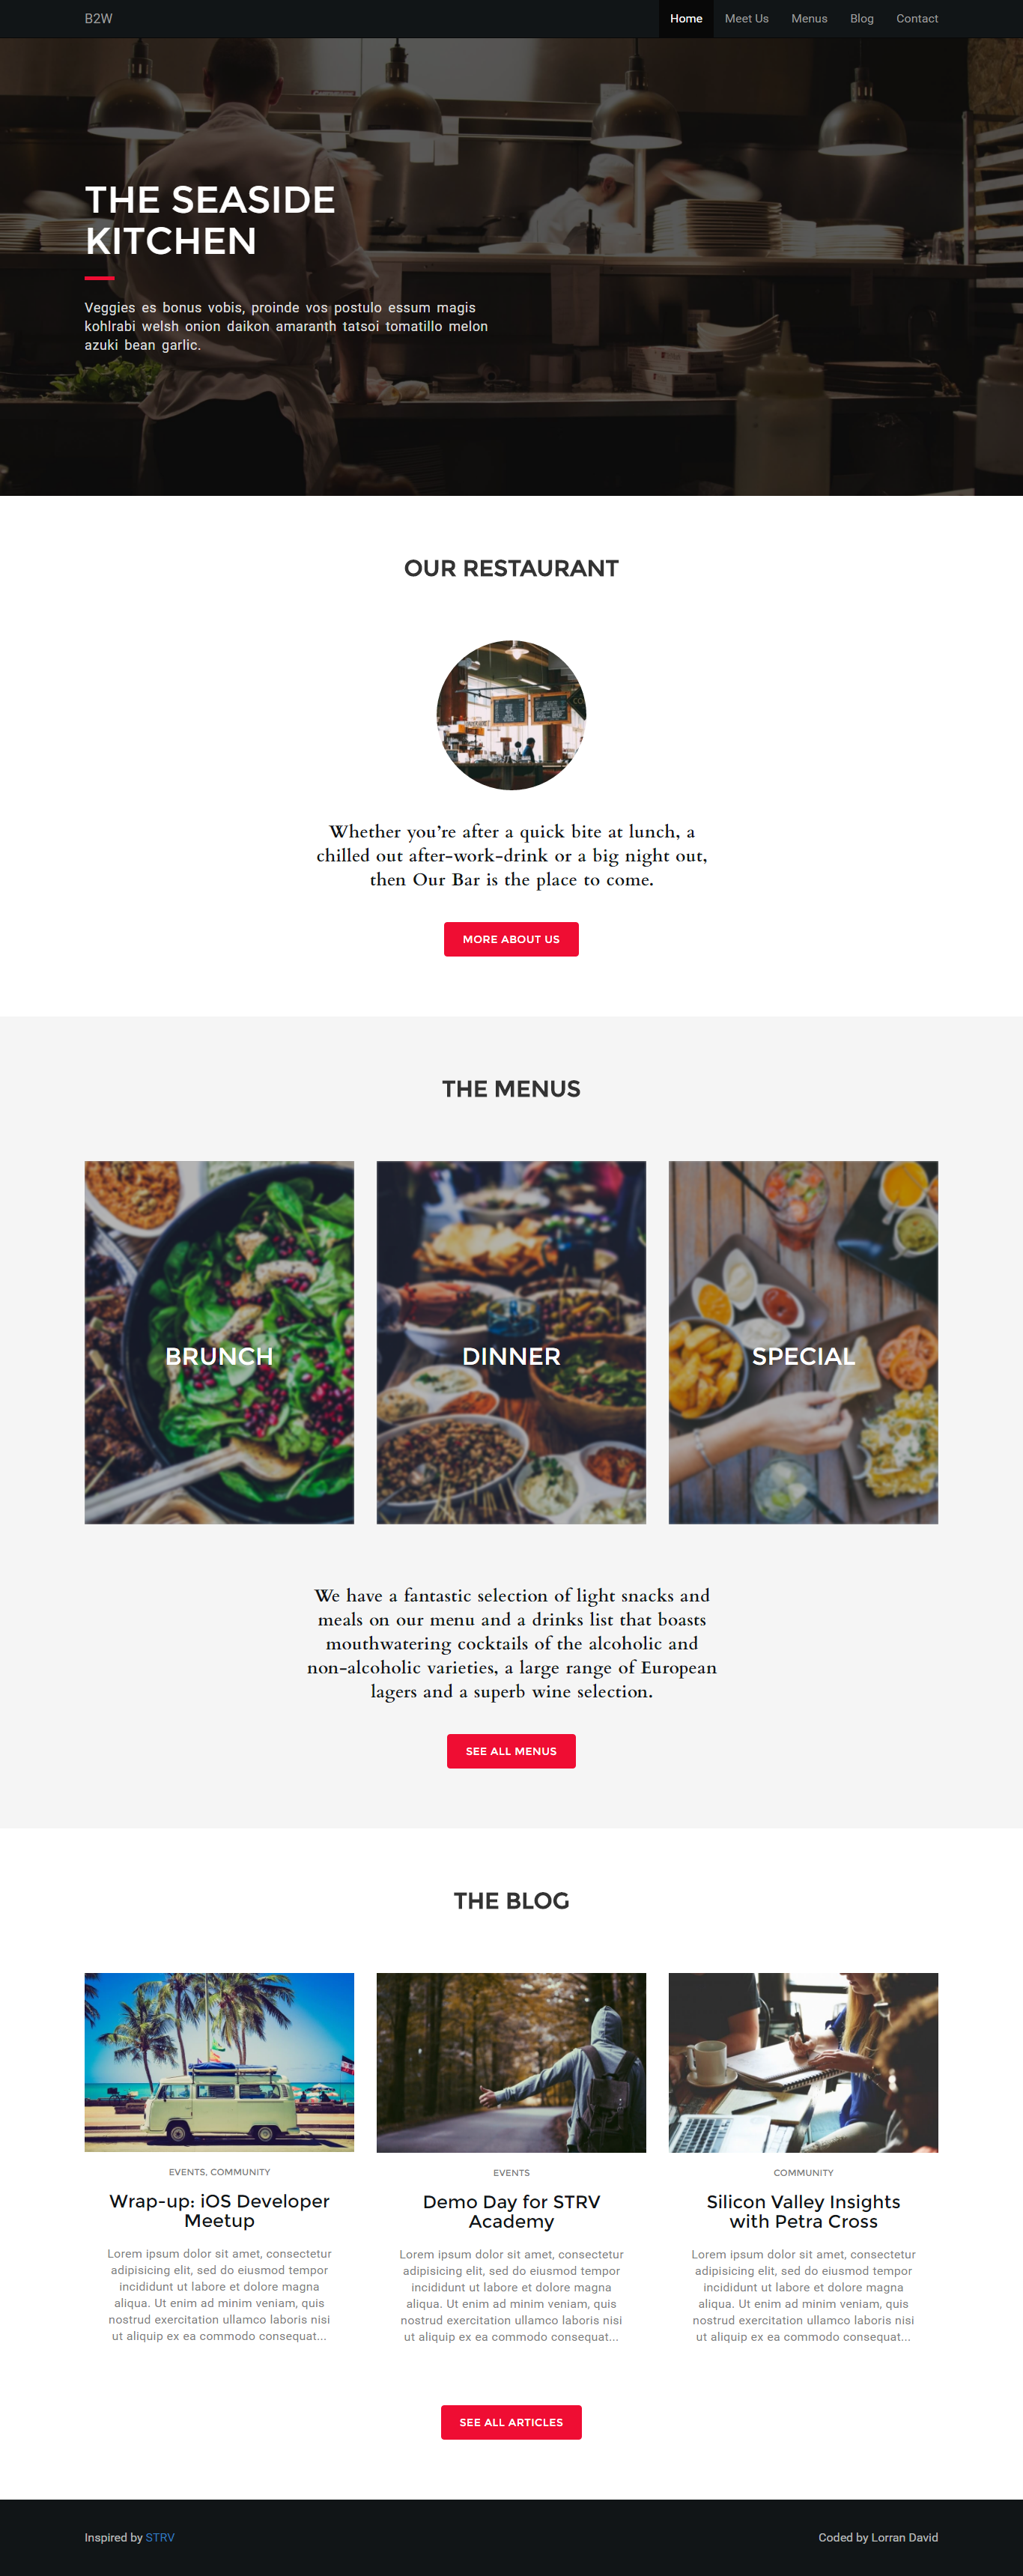 B2W
Home Meet Us Menus Blog Contact
THE SEASIDE
KITCHEN
Veggies es bonus vobis, proinde vos postulo essum magis
kohlrabi welsh onion daikon amaranth tatsoi tomatillo melon
azuki bean garlic.
OUR RESTAURANT
Whether you’re after a quick bite at lunch, a
chilled out after-work-drink or a big night out,
then Our Bar is the place to come.
MORE ABOUT US
THE MENUS
BRUNCH
DINNER
SPECIAL
We have a fantastic selection of light snacks and
meals on our menu and a drinks list that boasts
mouthwatering cocktails of the alcoholic and
non-alcoholic varieties, a large range of European
lagers and a superb wine selection.
SEE ALL MENUS
THE BLOG
EVENTS, COMMUNITY
Wrap-up: iOS Developer
Meetup
Lorem ipsum dolor sit amet, consectetur
adipisicing elit, sed do eiusmod tempor
incididunt ut labore et dolore magna
aliqua. Ut enim ad minim veniam, quis
nostrud exercitation ullamco laboris nisi
ut aliquip ex ea commodo consequat...
EVENTS
Demo Day for STRV
Academy
Lorem ipsum dolor sit amet, consectetur
adipisicing elit, sed do eiusmod tempor
incididunt ut labore et dolore magna
aliqua. Ut enim ad minim veniam, quis
nostrud exercitation ullamco laboris nisi
ut aliquip ex ea commodo consequat...
COMMUNITY
Silicon Valley Insights
with Petra Cross
Lorem ipsum dolor sit amet, consectetur
adipisicing elit, sed do eiusmod tempor
incididunt ut labore et dolore magna
aliqua. Ut enim ad minim veniam, quis
nostrud exercitation ullamco laboris nisi
ut aliquip ex ea commodo consequat...
SEE ALL ARTICLES
Inspired by STRV
Coded by Lorran David